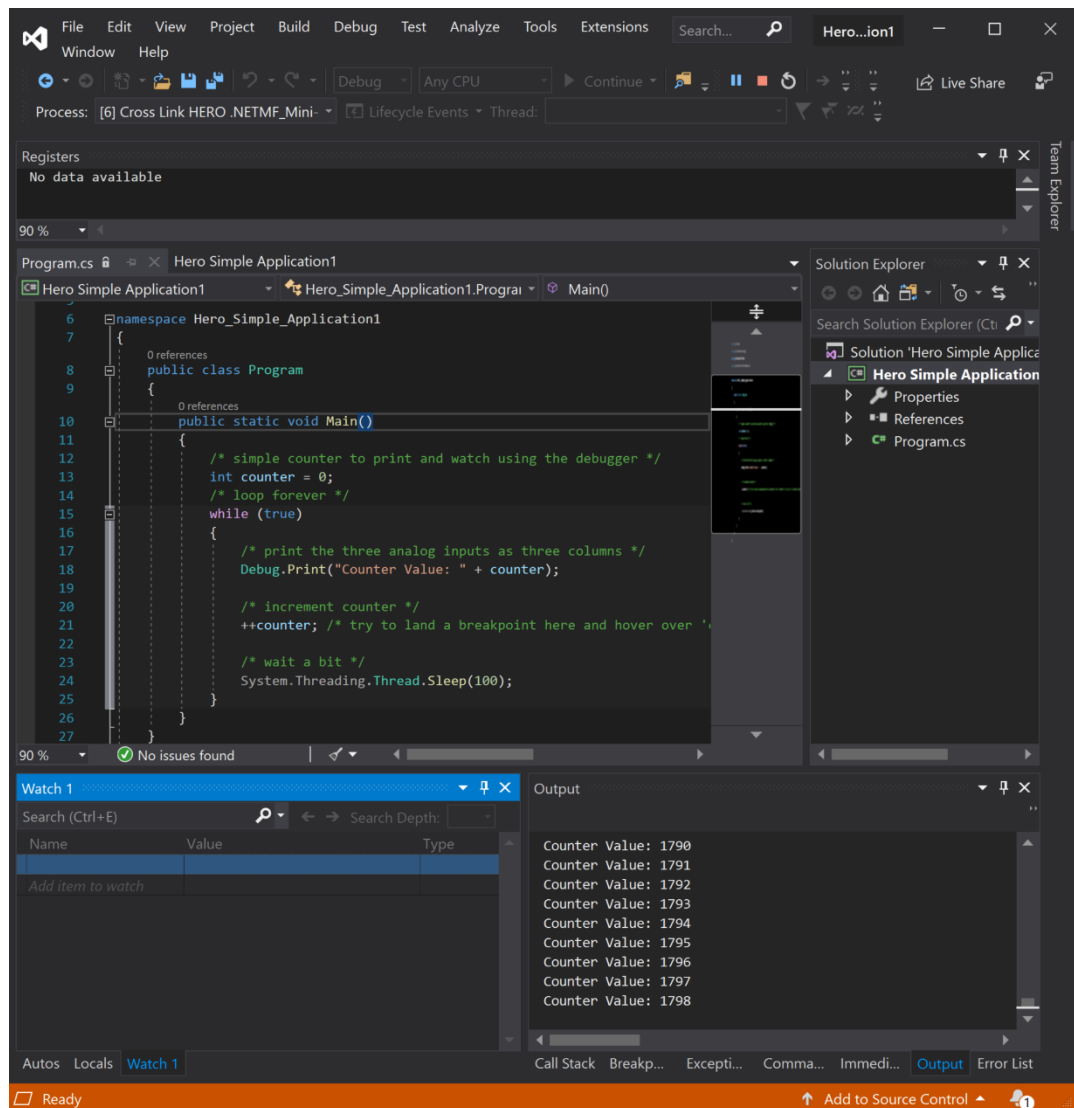 File Edit View Project Build Debug Test Analyze Tools Extensions Search... Hero...ion1
Window Help
Debug Any CPU Continue Live Share
Process: [6] Cross Link HERO .NETMF_Mini- Lifecycle Events Thread:
Team Explorer
Registers
No data available
90 %
Program.cs Hero Simple Application1
Hero Simple Application1 Hero_Simple_Application1.Program Main()
6 namespace Hero_Simple_Application1
7 {
0 references
8 public class Program
9 {
0 references
10 public static void Main()
11 {
12 /* simple counter to print and watch using the debugger */
13 int counter = 0;
14 /* loop forever */
15 while (true)
16 {
17 /* print the three analog inputs as three columns */
18 Debug.Print("Counter Value: " + counter);
19
20 /* increment counter */
21 ++counter; /* try to land a breakpoint here and hover over '
22
23 /* wait a bit */
24 System.Threading.Thread.Sleep(100);
25 }
26 }
27 }
90 % No issues found
Solution Explorer
Search Solution Explorer (Ct
Solution 'Hero Simple Applica
Hero Simple Application
Properties
References
Program.cs
Watch 1
Search (Ctrl+E) Search Depth:
Name Value Type
Add item to watch
Autos Locals Watch 1
Output
Counter Value: 1790
Counter Value: 1791
Counter Value: 1792
Counter Value: 1793
Counter Value: 1794
Counter Value: 1795
Counter Value: 1796
Counter Value: 1797
Counter Value: 1798
Call Stack Breakp... Excepti... Comma... Immedi... Output Error List
Ready Add to Source Control 1